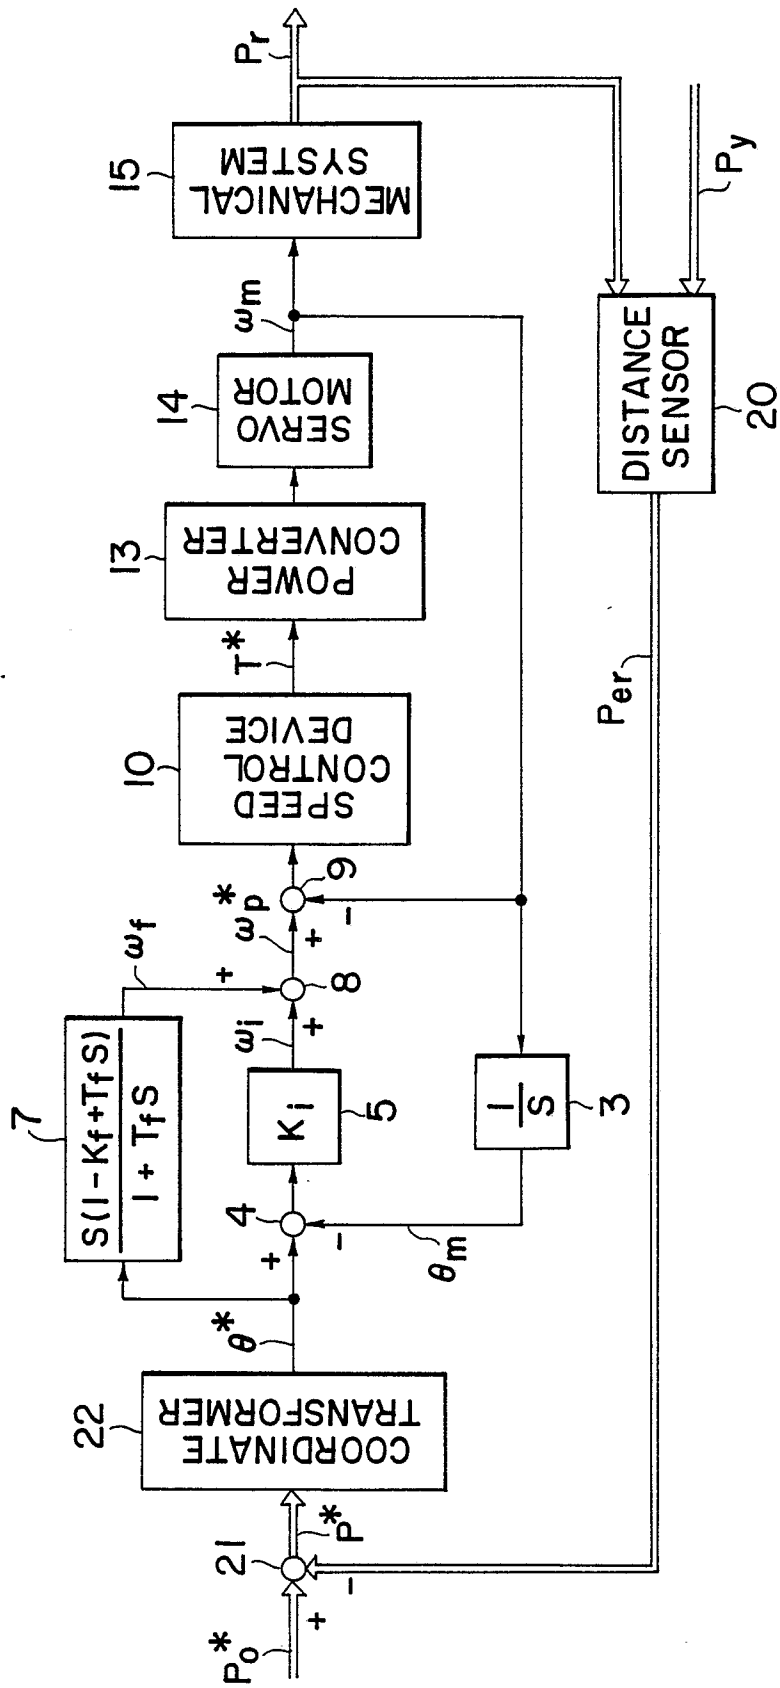 P₀*
+
−
21
P*
22
COORDINATE
TRANSFORMER
θ*
7
S(1−Kf+TfS)
1+TfS
ωf
+
4
+
−
θm
Ki
5
ωi
+
8
ωp*
+
−
9
1
S
3
10
SPEED
CONTROL
DEVICE
T*
13
POWER
CONVERTER
14
SERVO
MOTOR
ωm
15
MECHANICAL
SYSTEM
Pr
Py
DISTANCE
SENSOR
20
Per